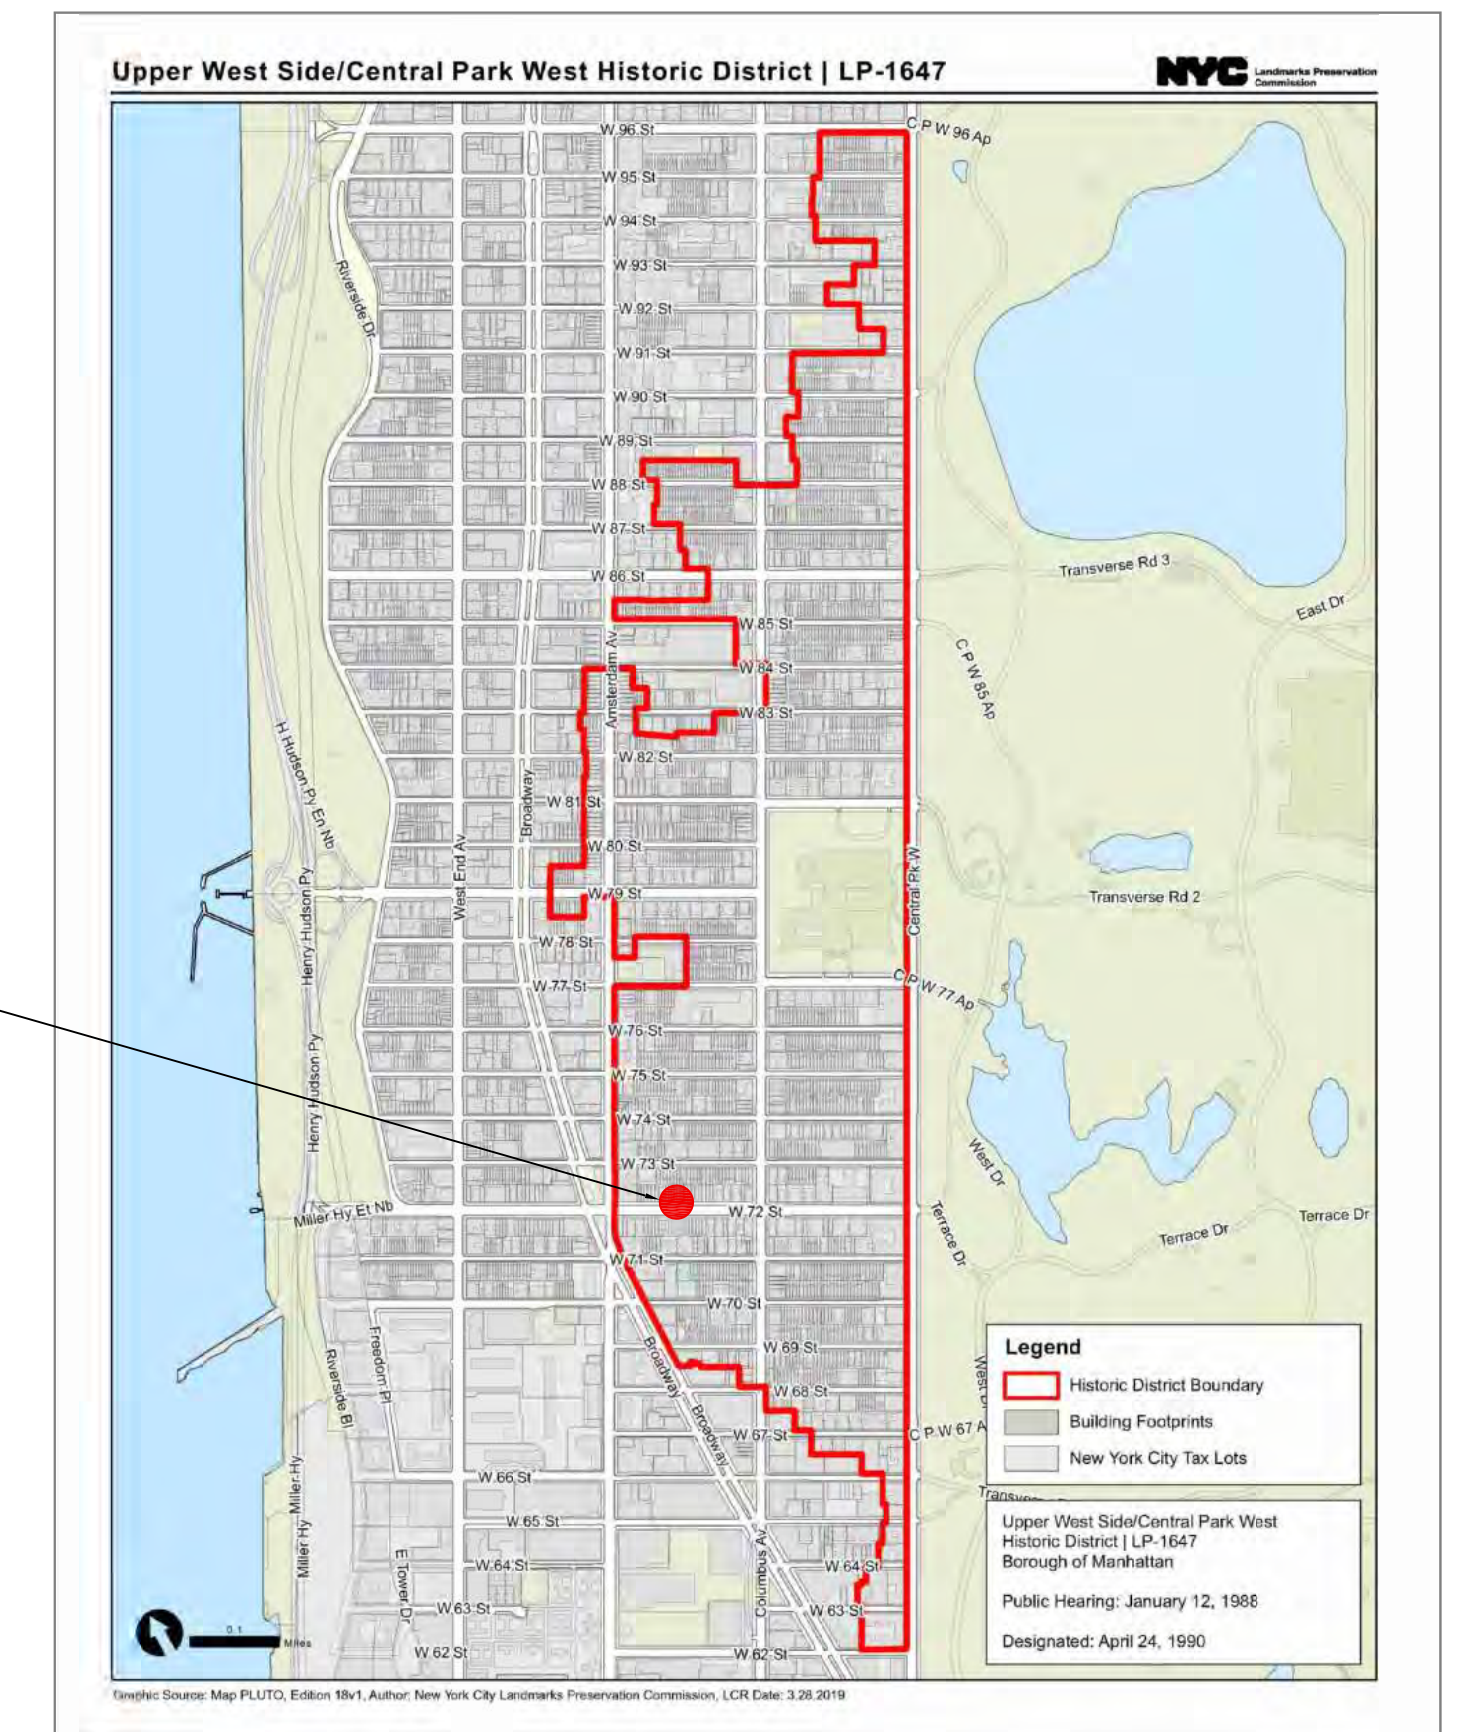 Upper West Side/Central Park West Historic District | LP-1647
NYC Landmarks Preservation
Commission
W 96 St
C P W 96 Ap
W 95 St
W 94 St
W 93 St
Riverside Dr
W 92 St
W 91 St
W 90 St
W 89 St
W 88 St
W 87 St
W 86 St
Transverse Rd 3
East Dr
W 85 St
Amsterdam Av
C P W 85 Ap
W 84 St
W 83 St
H Hudson Py En Nb
W 82 St
Broadway
W 81 St
West End Av
W 80 St
Central Pk W
Henry Hudson Py
W 79 St
Transverse Rd 2
W 78 St
W 77 St
C P W 77 Ap
W 76 St
Henry Hudson Py
W 75 St
W 74 St
W 73 St
West Dr
Miller Hy Et Nb
W 72 St
Terrace Dr
Terrace Dr
Terrace Dr
W 71 St
W 70 St
Freedom Pl
Riverside Bl
Broadway
W 69 St
W 68 St
Broadway
W 67 St
C P W 67 A
W 66 St
Miller Hy
Miller Hy
W 65 St
Columbus Av
W 64 St
W 64 St
E Tower Dr
W 63 St
W 63 St
W 62 St
W 62 St
Legend
Historic District Boundary
Building Footprints
New York City Tax Lots
Upper West Side/Central Park West
Historic District | LP-1647
Borough of Manhattan
Public Hearing: January 12, 1988
Designated: April 24, 1990
0.1
Miles
Graphic Source: Map PLUTO, Edition 18v1, Author: New York City Landmarks Preservation Commission, LCR Date: 3.28.2019